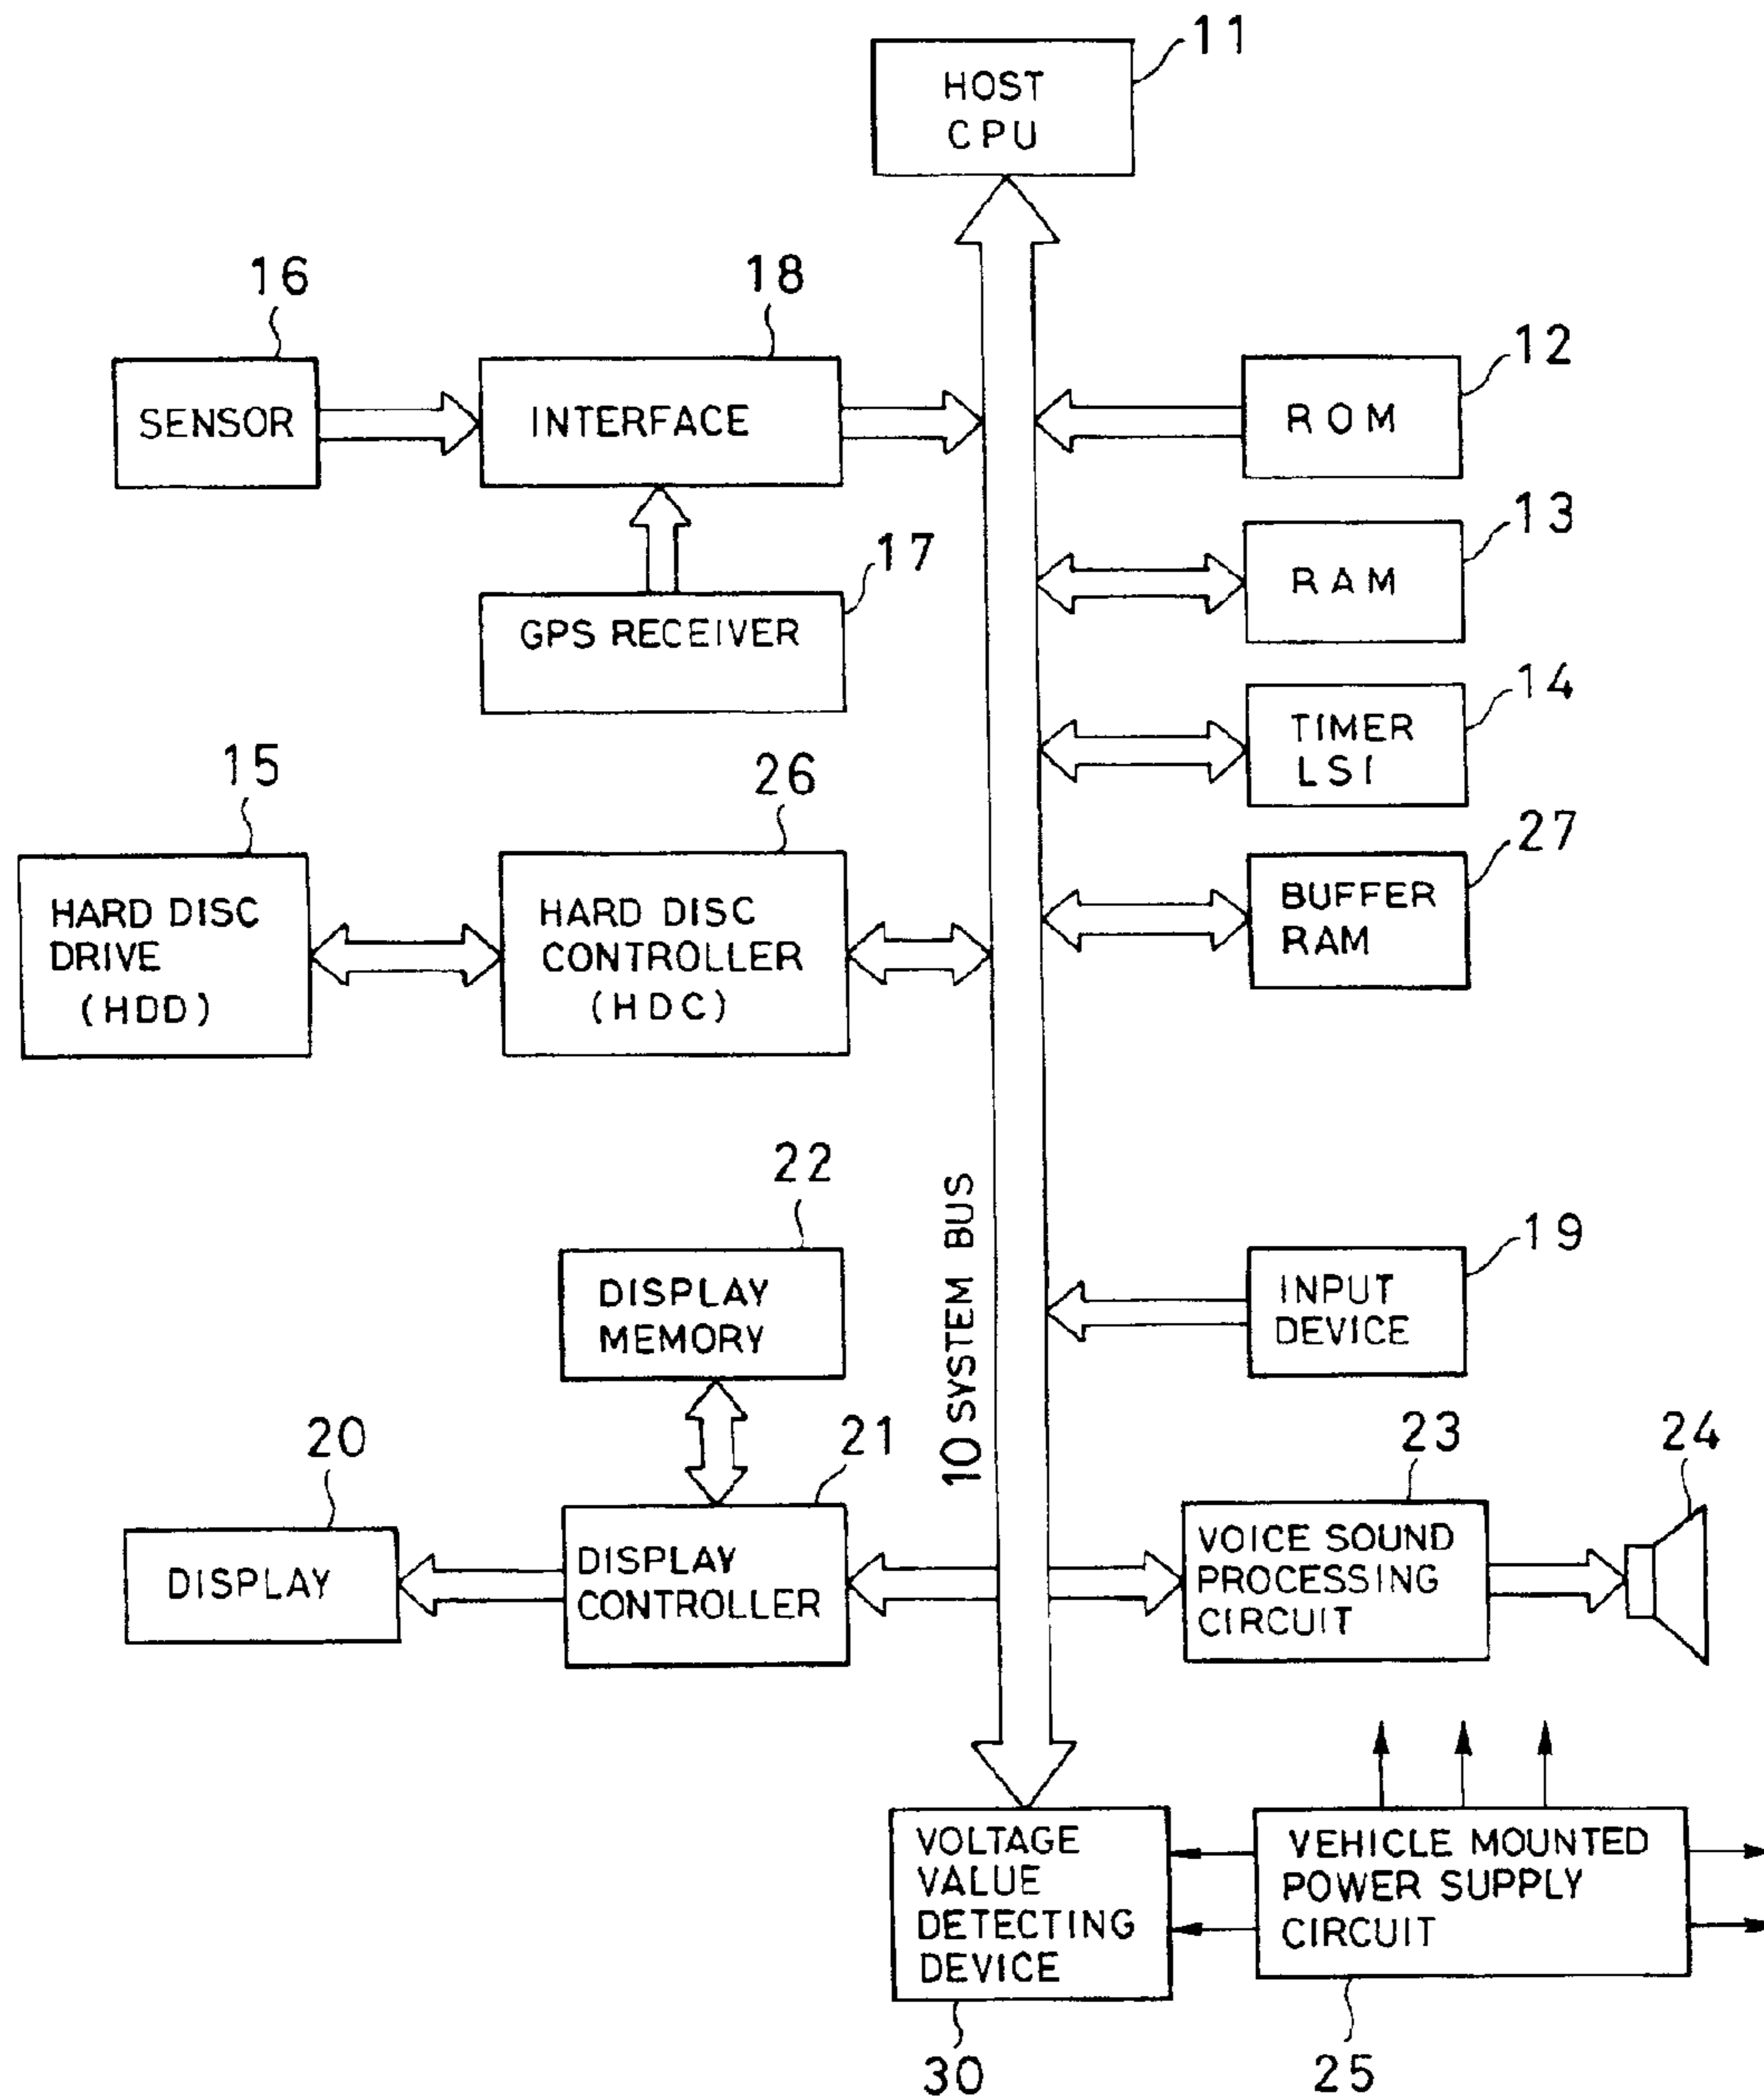 11
HOST
CPU
16
18
12
SENSOR
INTERFACE
ROM
13
17
RAM
GPS RECEIVER
14
15
26
TIMER
LSI
27
HARD DISC
DRIVE
(HDD)
HARD DISC
CONTROLLER
(HDC)
BUFFER
RAM
22
10 SYSTEM BUS
19
DISPLAY
MEMORY
INPUT
DEVICE
20
21
23
24
DISPLAY
DISPLAY
CONTROLLER
VOICE SOUND
PROCESSING
CIRCUIT
VOLTAGE
VALUE
DETECTING
DEVICE
VEHICLE MOUNTED
POWER SUPPLY
CIRCUIT
30
25